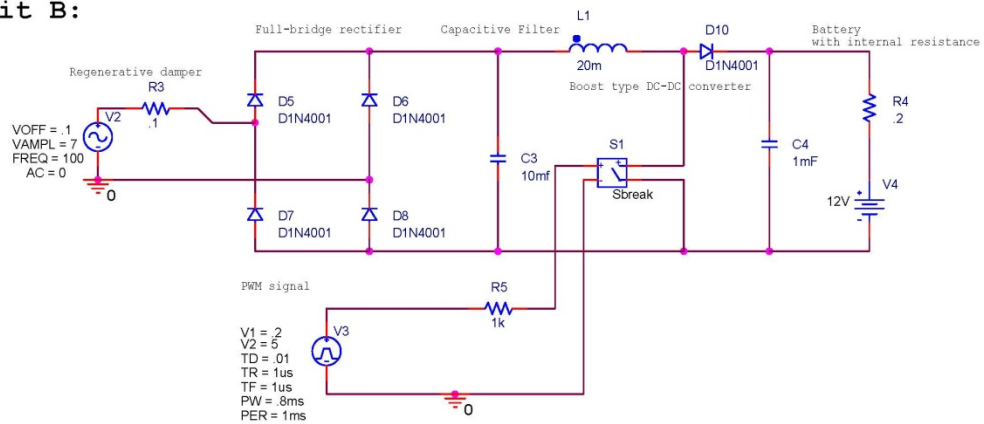 it B:
Full-bridge rectifier
Capacitive Filter
L1
20m
D10
D1N4001
Battery
with internal resistance
Regenerative damper
R3
.1
V2
VOFF = .1
VAMPL = 7
FREQ = 100
AC = 0
0
D5
D1N4001
D6
D1N4001
Boost type DC-DC converter
R4
.2
S1
Sbreak
C3
10mf
C4
1mF
V4
12V
D7
D1N4001
D8
D1N4001
PWM signal
R5
1k
V3
V1 = .2
V2 = 5
TD = .01
TR = 1us
TF = 1us
PW = .8ms
PER = 1ms
0